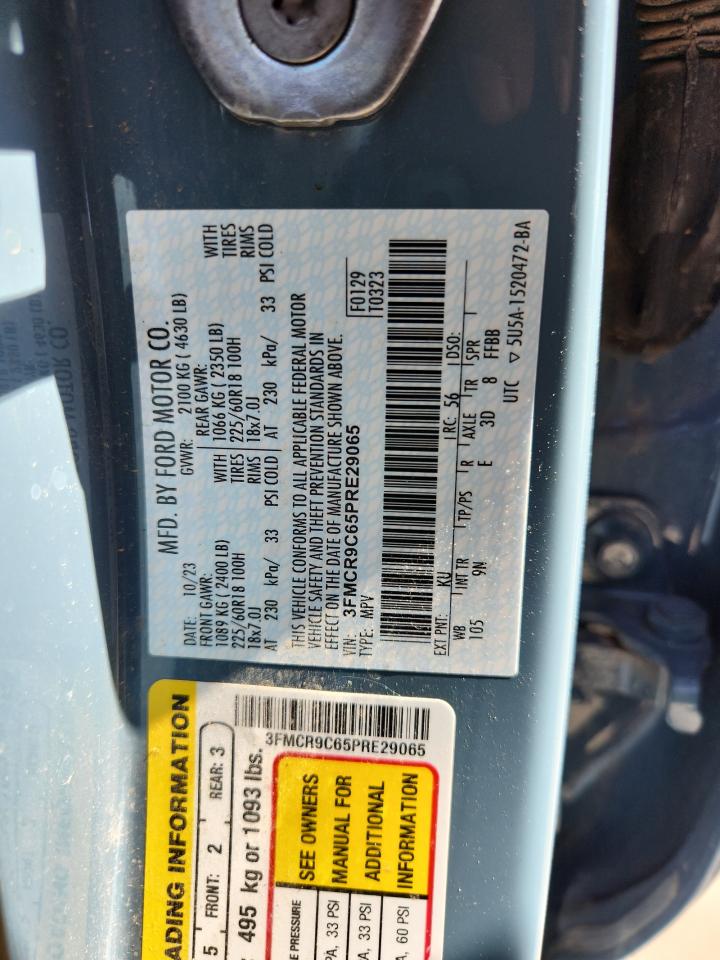 MFD. BY FORD MOTOR CO.
DATE: 10/23 GVWR: 2100 KG ( 4630 LB)
FRONT GAWR: REAR GAWR:
1089 KG ( 2400 LB) WITH 1066 KG ( 2350 LB) WITH
225/60R18 100H TIRES 225/60R18 100H TIRES
18x7.0J RIMS 18x7.0J RIMS
AT 230 kPa/ 33 PSI COLD AT 230 kPa/ 33 PSI COLD
THIS VEHICLE CONFORMS TO ALL APPLICABLE FEDERAL MOTOR
VEHICLE SAFETY AND THEFT PREVENTION STANDARDS IN
EFFECT ON THE DATE OF MANUFACTURE SHOWN ABOVE.
VIN: 3FMCR9C65PRE29065
TYPE: MPV
F0129
T0323
EXT PNT: KU RC: 56 DSO:
WB INT TR TP/PS R AXLE TR SPR
105 9N E 3D 8 FFBB
UTC ▽ 5U5A-1520472-BA
ADING INFORMATION
5 FRONT: 2 REAR: 3
495 kg or 1093 lbs.
3FMCR9C65PRE29065
E PRESSURE
PA, 33 PSI
A, 33 PSI
A, 60 PSI
SEE OWNERS
MANUAL FOR
ADDITIONAL
INFORMATION